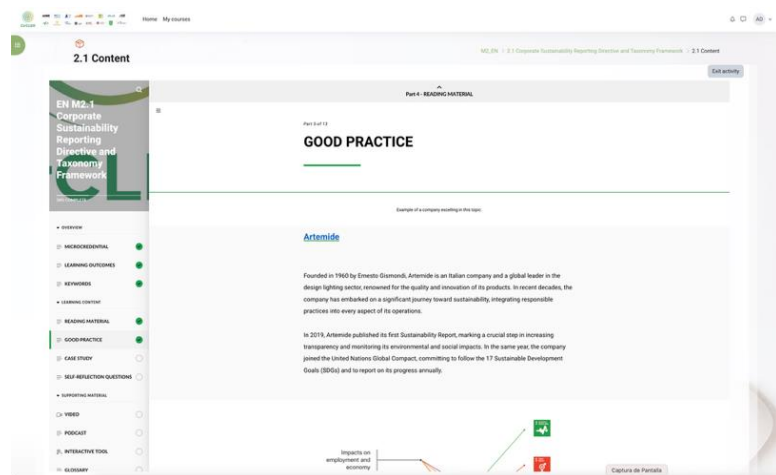 Home My courses
AD
2.1 Content
M2_EN / 2.1 Corporate Sustainability Reporting Directive and Taxonomy Framework / 2.1 Content
Exit activity
Part 4 - READING MATERIAL
EN M2.1
Corporate
Sustainability
Reporting
Directive and
Taxonomy
Framework
Part 5 of 13
GOOD PRACTICE
Example of a company excelling in this topic.
OVERVIEW
MICROCREDENTIAL
LEARNING OUTCOMES
KEYWORDS
LEARNING CONTENT
READING MATERIAL
GOOD PRACTICE
CASE STUDY
SELF-REFLECTION QUESTIONS
SUPPORTING MATERIAL
VIDEO
PODCAST
INTERACTIVE TOOL
GLOSSARY
Artemide
Founded in 1960 by Ernesto Gismondi, Artemide is an Italian company and a global leader in the
design lighting sector, renowned for the quality and innovation of its products. In recent decades, the
company has embarked on a significant journey toward sustainability, integrating responsible
practices into every aspect of its operations.
In 2019, Artemide published its first Sustainability Report, marking a crucial step in increasing
transparency and monitoring its environmental and social impacts. In the same year, the company
joined the United Nations Global Compact, committing to follow the 17 Sustainable Development
Goals (SDGs) and to report on its progress annually.
Impacts on
employment and
economy
Captura de Pantalla